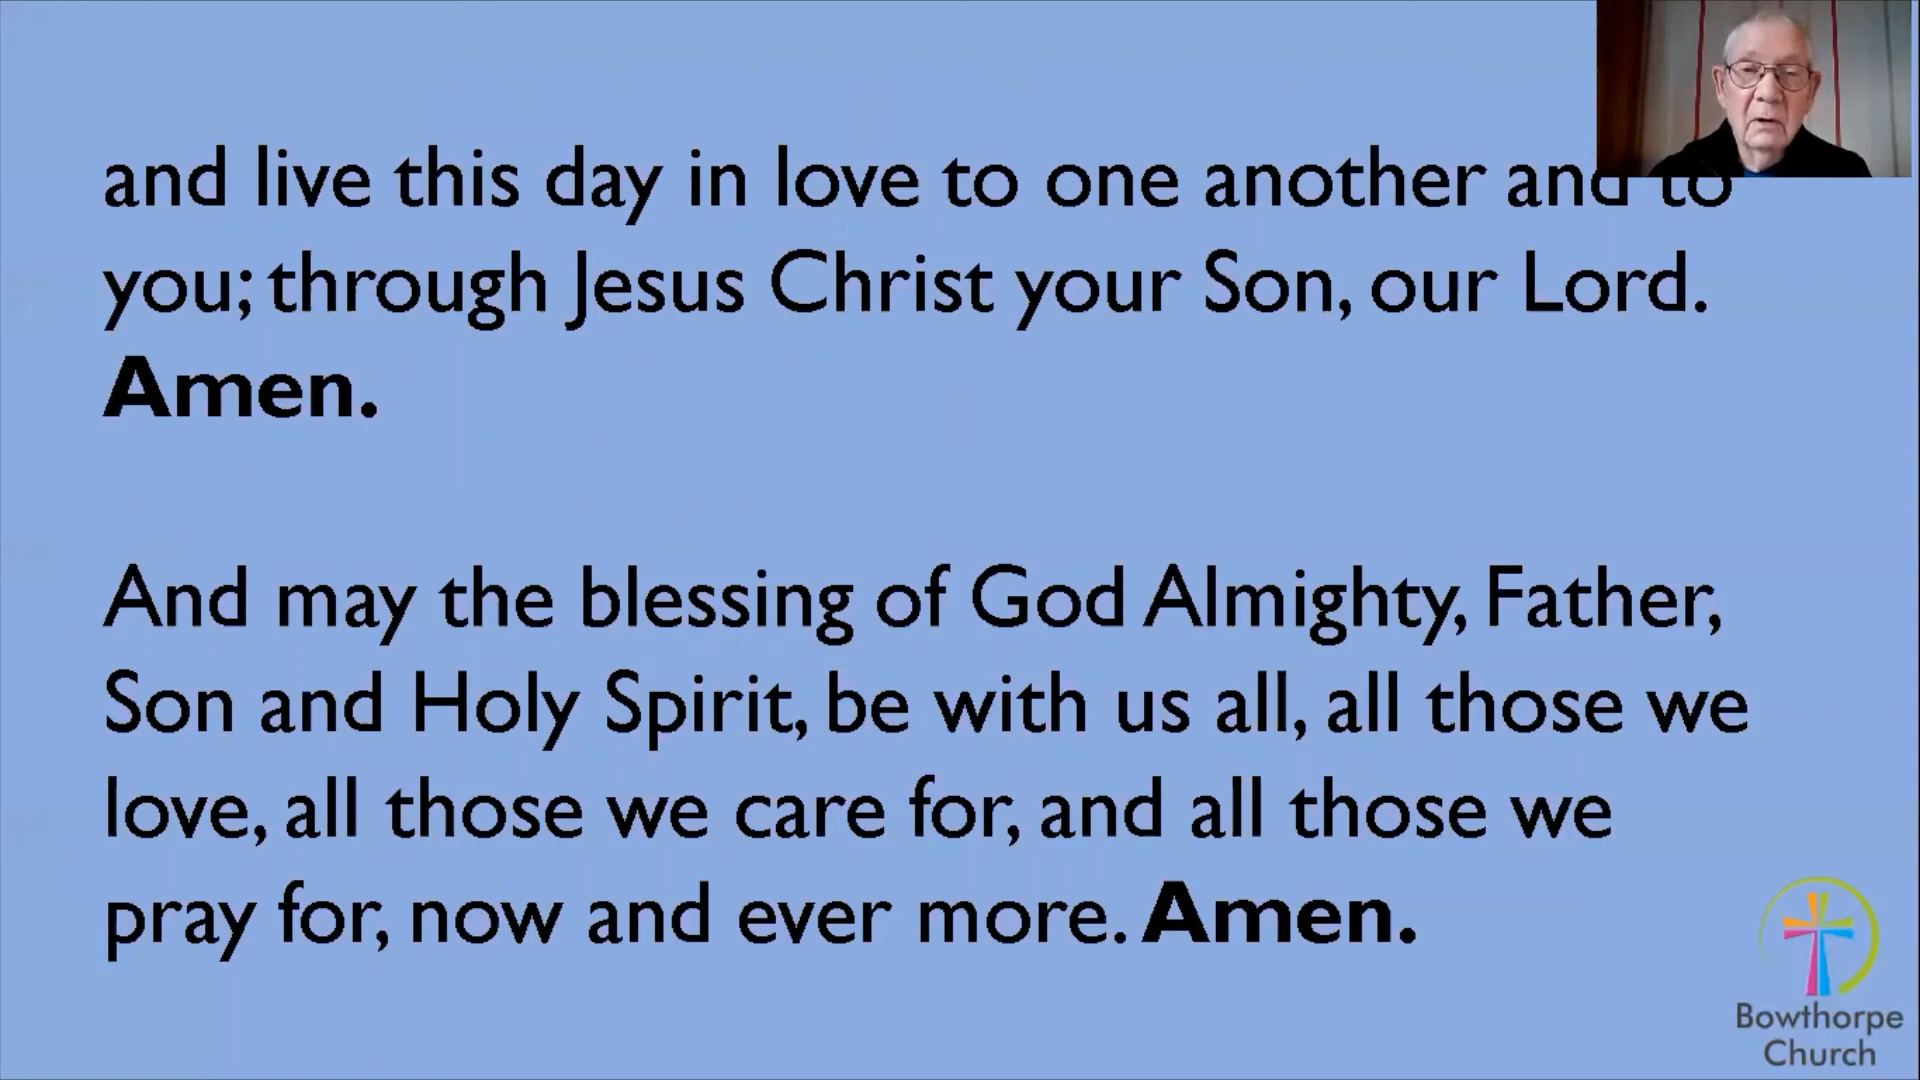 and live this day in love to one another and to
you; through Jesus Christ your Son, our Lord.
Amen.
And may the blessing of God Almighty, Father,
Son and Holy Spirit, be with us all, all those we
love, all those we care for, and all those we
pray for, now and ever more. Amen.
Bowthorpe
Church